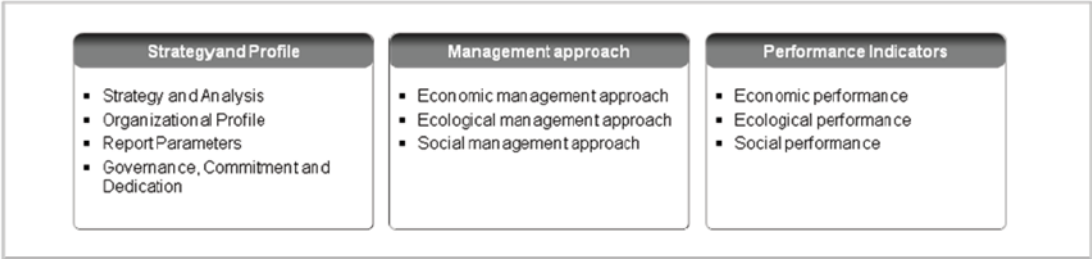 Strategyand Profile
▪ Strategy and Analysis
▪ Organizational Profile
▪ Report Parameters
▪ Governance, Commitment and
Dedication
Management approach
▪ Economic management approach
▪ Ecological management approach
▪ Social management approach
Performance Indicators
▪ Economic performance
▪ Ecological performance
▪ Social performance